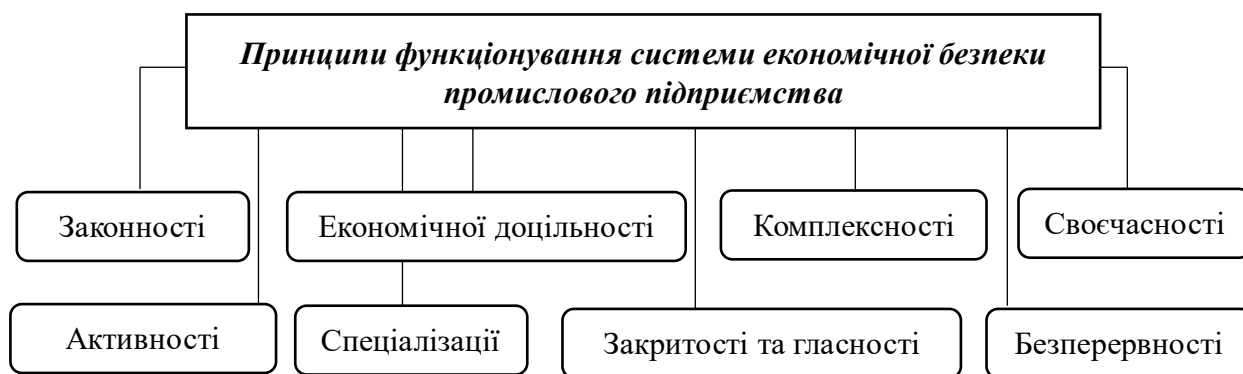 Принципи функціонування системи економічної безпеки
промислового підприємства
Законності
Економічної доцільності
Комплексності
Своєчасності
Активності
Спеціалізації
Закритості та гласності
Безперервності